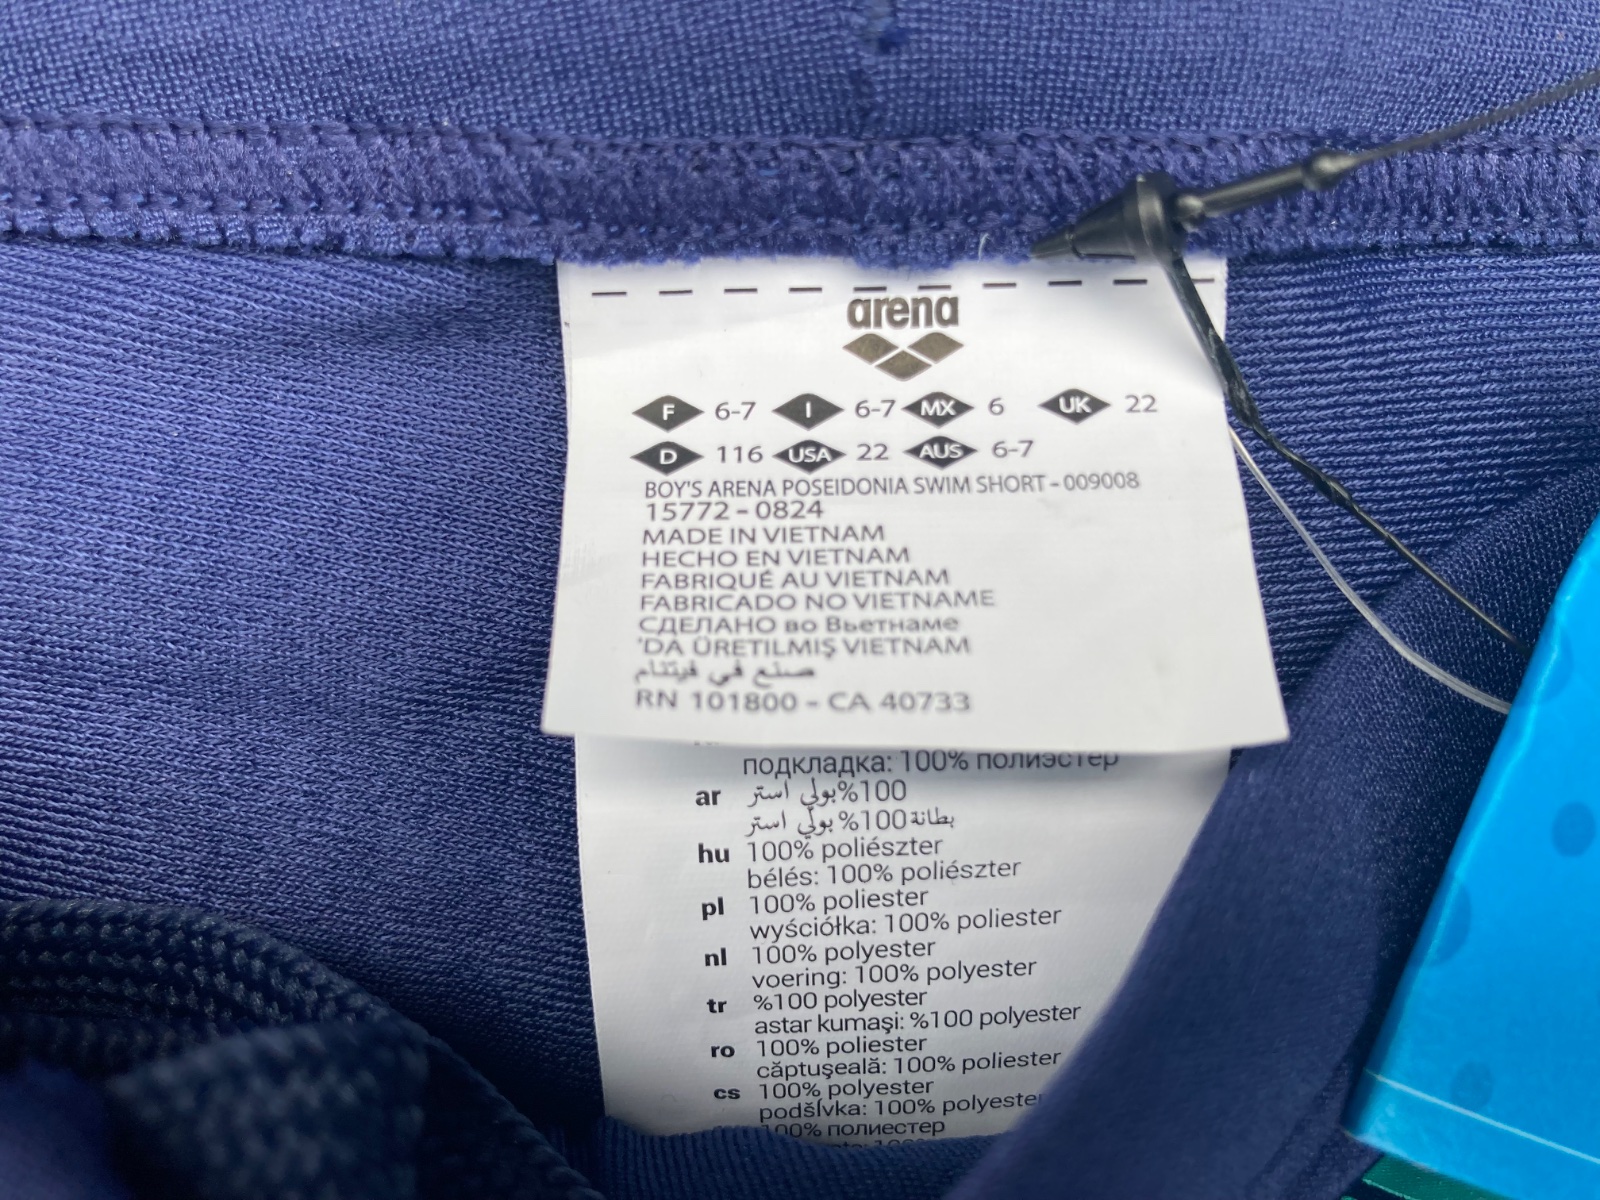 arena
F 6-7 I 6-7 MX 6 UK 22
D 116 USA 22 AUS 6-7
BOY'S ARENA POSEIDONIA SWIM SHORT - 009008
15772 - 0824
MADE IN VIETNAM
HECHO EN VIETNAM
FABRIQUÉ AU VIETNAM
FABRICADO NO VIETNAME
СДЕЛАНО во Вьетнаме
'DA ÜRETILMIŞ VIETNAM
صنع في فيتنام
RN 101800 - CA 40733
подкладка: 100% полиэстер
ar بولي استر %100
بطانة 100% بولي استر
hu 100% poliészter
bélés: 100% poliészter
pl 100% poliester
wyściółka: 100% poliester
nl 100% polyester
voering: 100% polyester
tr %100 polyester
astar kumaşi: %100 polyester
ro 100% poliester
căptuşeală: 100% poliester
cs 100% polyester
podšívka: 100% polyester
100% полиестер